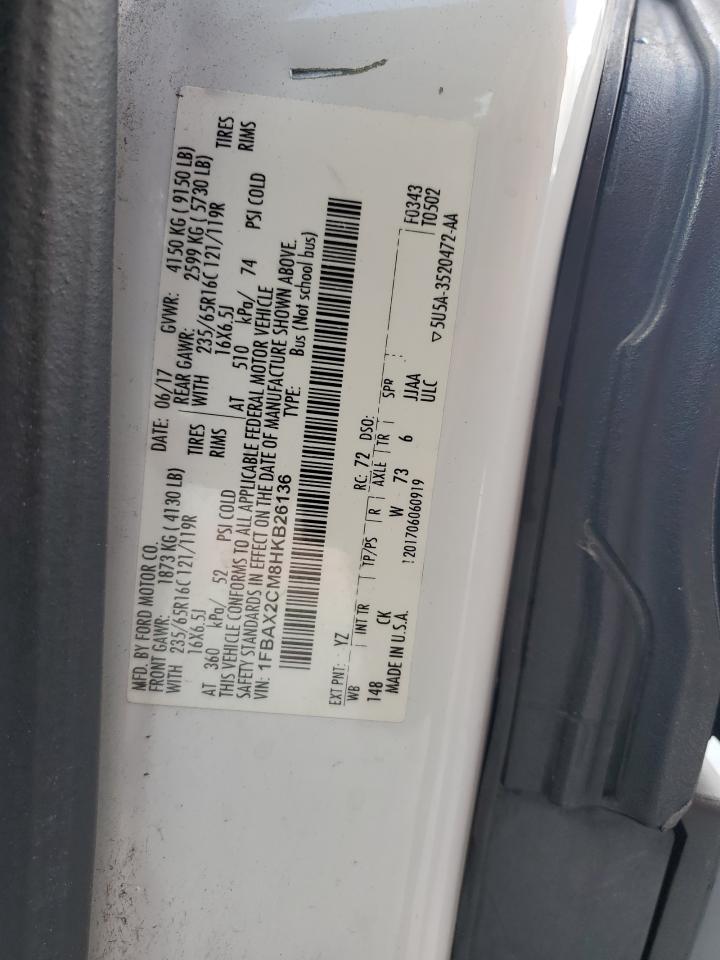 MFD. BY FORD MOTOR CO.
DATE: 06/17 GVWR: 4150 KG ( 9150 LB)
FRONT GAWR: 1873 KG ( 4130 LB)
REAR GAWR: 2599 KG ( 5730 LB)
WITH 235/65R16C 121/119R TIRES
WITH 235/65R16C 121/119R TIRES
16X6.5J RIMS
16X6.5J RIMS
AT 360 kPa/ 52 PSI COLD
AT 510 kPa/ 74 PSI COLD
THIS VEHICLE CONFORMS TO ALL APPLICABLE FEDERAL MOTOR VEHICLE
SAFETY STANDARDS IN EFFECT ON THE DATE OF MANUFACTURE SHOWN ABOVE.
VIN: 1FBAX2CM8HKB26136
TYPE: Bus (Not school bus)
EXT PNT: YZ RC: 72 DSO:
WB INT TR TP/PS R AXLE TR SPR
148 CK W 73 6 JJAA F0343
MADE IN U.S.A. ULC T0502
1201706060919
▽5U5A-3520472-AA